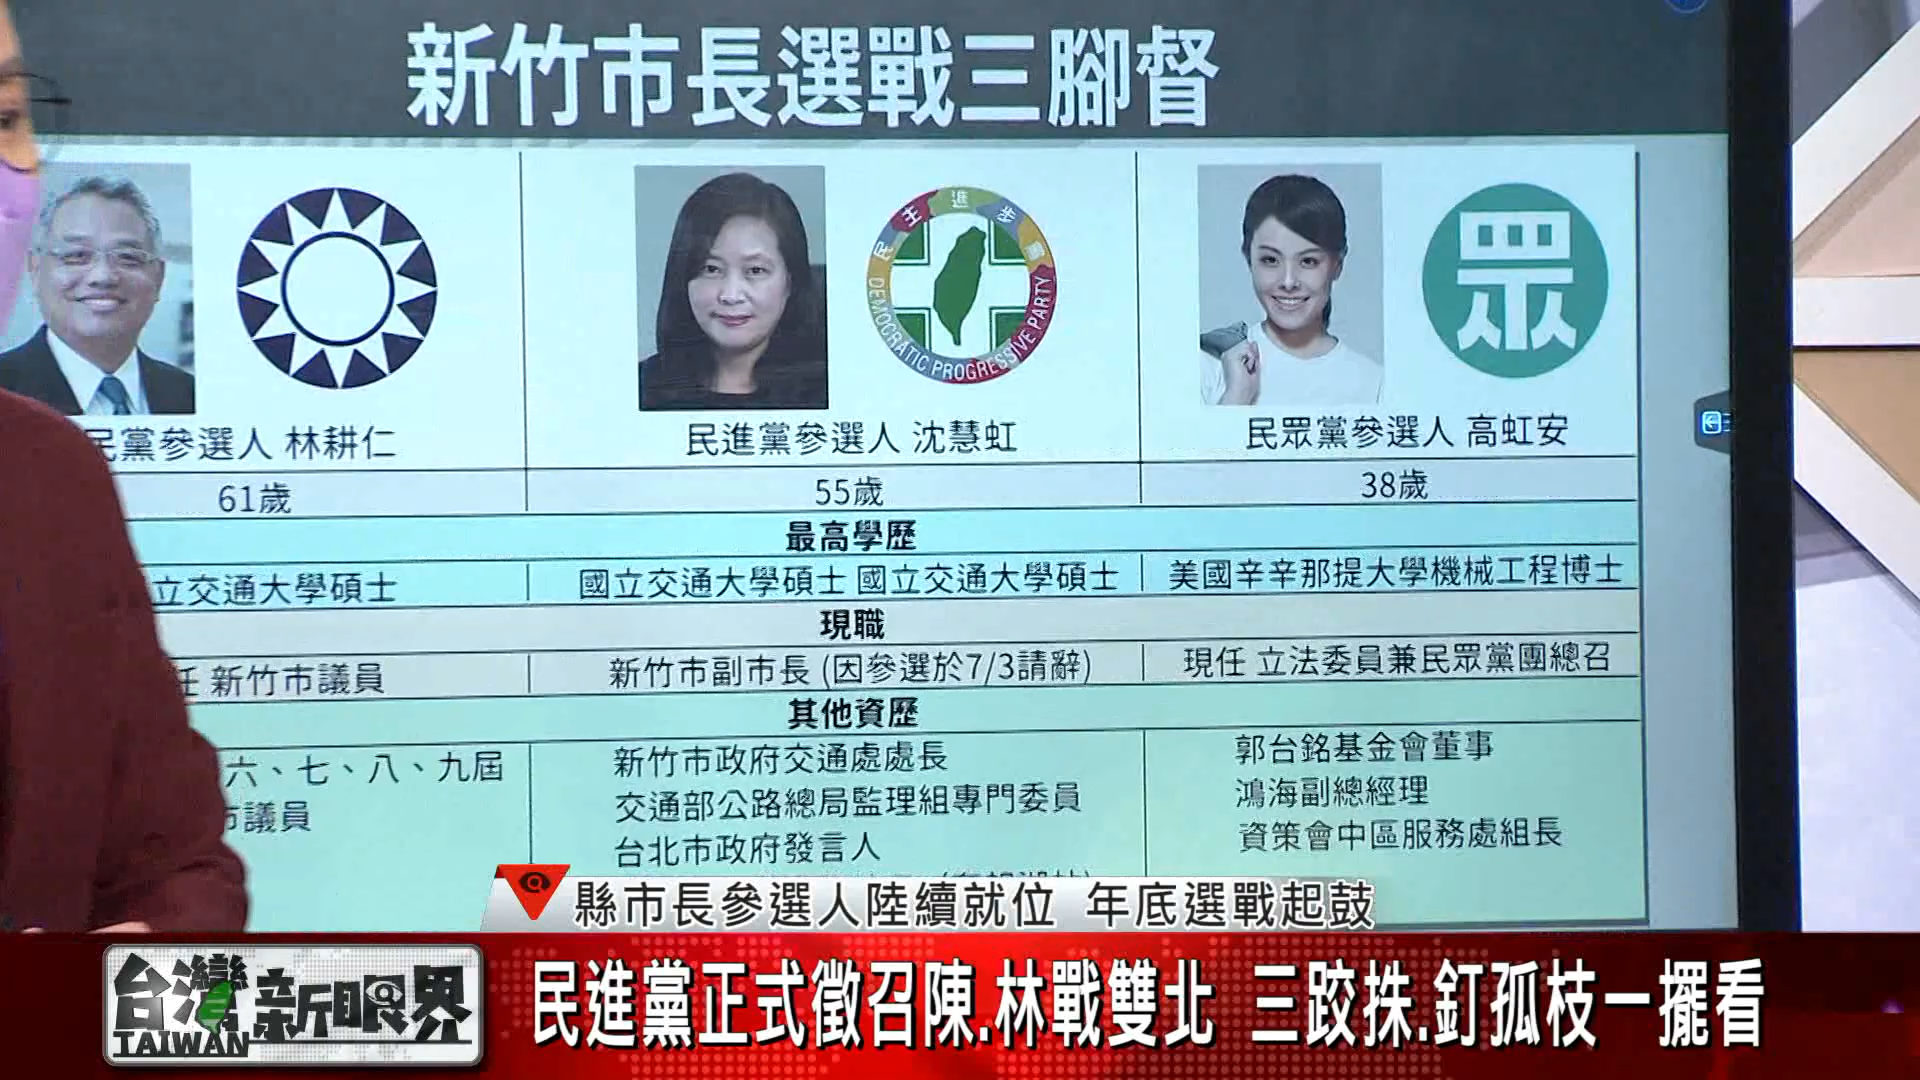 新竹市長選戰三腳督
民主進步黨
DEMOCRATIC PROGRESSIVE PARTY
眾
民黨參選人 林耕仁
民進黨參選人 沈慧虹
民眾黨參選人 高虹安
61歲
55歲
38歲
最高學歷
立交通大學碩士
國立交通大學碩士 國立交通大學碩士
美國辛辛那提大學機械工程博士
現職
任 新竹市議員
新竹市副市長 (因參選於7/3請辭)
現任 立法委員兼民眾黨團總召
其他資歷
六、七、八、九屆
市議員
新竹市政府交通處處長
交通部公路總局監理組專門委員
台北市政府發言人
郭台銘基金會董事
鴻海副總經理
資策會中區服務處組長
縣市長參選人陸續就位 年底選戰起鼓
台灣新眼界
TAIWAN
民進黨正式徵召陳.林戰雙北 三跤拺.釘孤枝一擺看